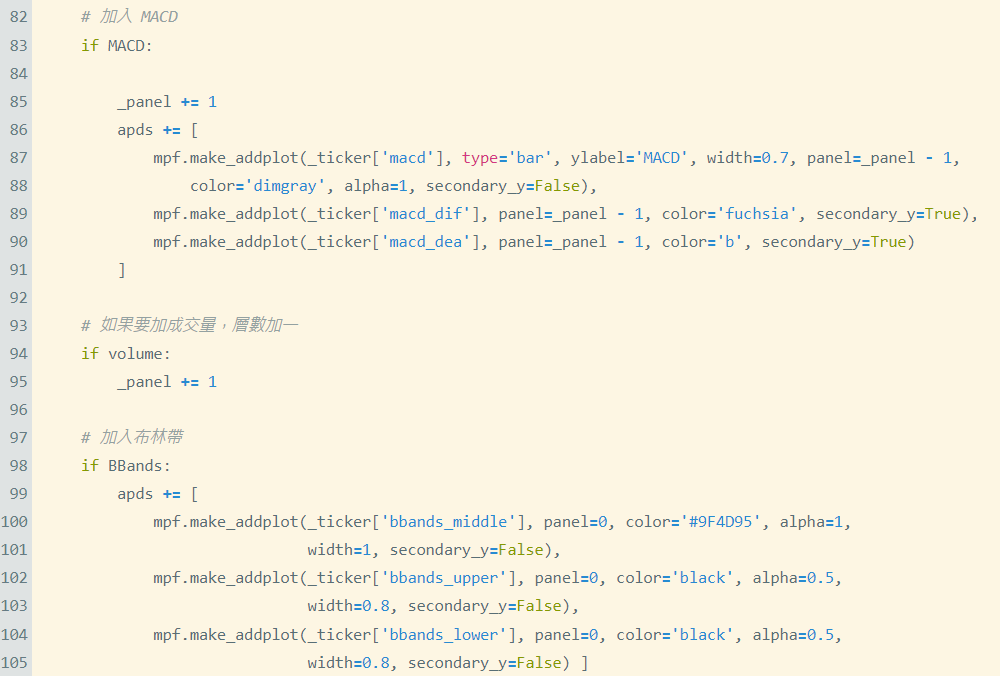 82 # 加入 MACD
83 if MACD:
84
85 _panel += 1
86 apds += [
87 mpf.make_addplot(_ticker['macd'], type='bar', ylabel='MACD', width=0.7, panel=_panel - 1,
88 color='dimgray', alpha=1, secondary_y=False),
89 mpf.make_addplot(_ticker['macd_dif'], panel=_panel - 1, color='fuchsia', secondary_y=True),
90 mpf.make_addplot(_ticker['macd_dea'], panel=_panel - 1, color='b', secondary_y=True)
91 ]
92
93 # 如果要加成交量，層數加一
94 if volume:
95 _panel += 1
96
97 # 加入布林帶
98 if BBands:
99 apds += [
100 mpf.make_addplot(_ticker['bbands_middle'], panel=0, color='#9F4D95', alpha=1,
101 width=1, secondary_y=False),
102 mpf.make_addplot(_ticker['bbands_upper'], panel=0, color='black', alpha=0.5,
103 width=0.8, secondary_y=False),
104 mpf.make_addplot(_ticker['bbands_lower'], panel=0, color='black', alpha=0.5,
105 width=0.8, secondary_y=False) ]